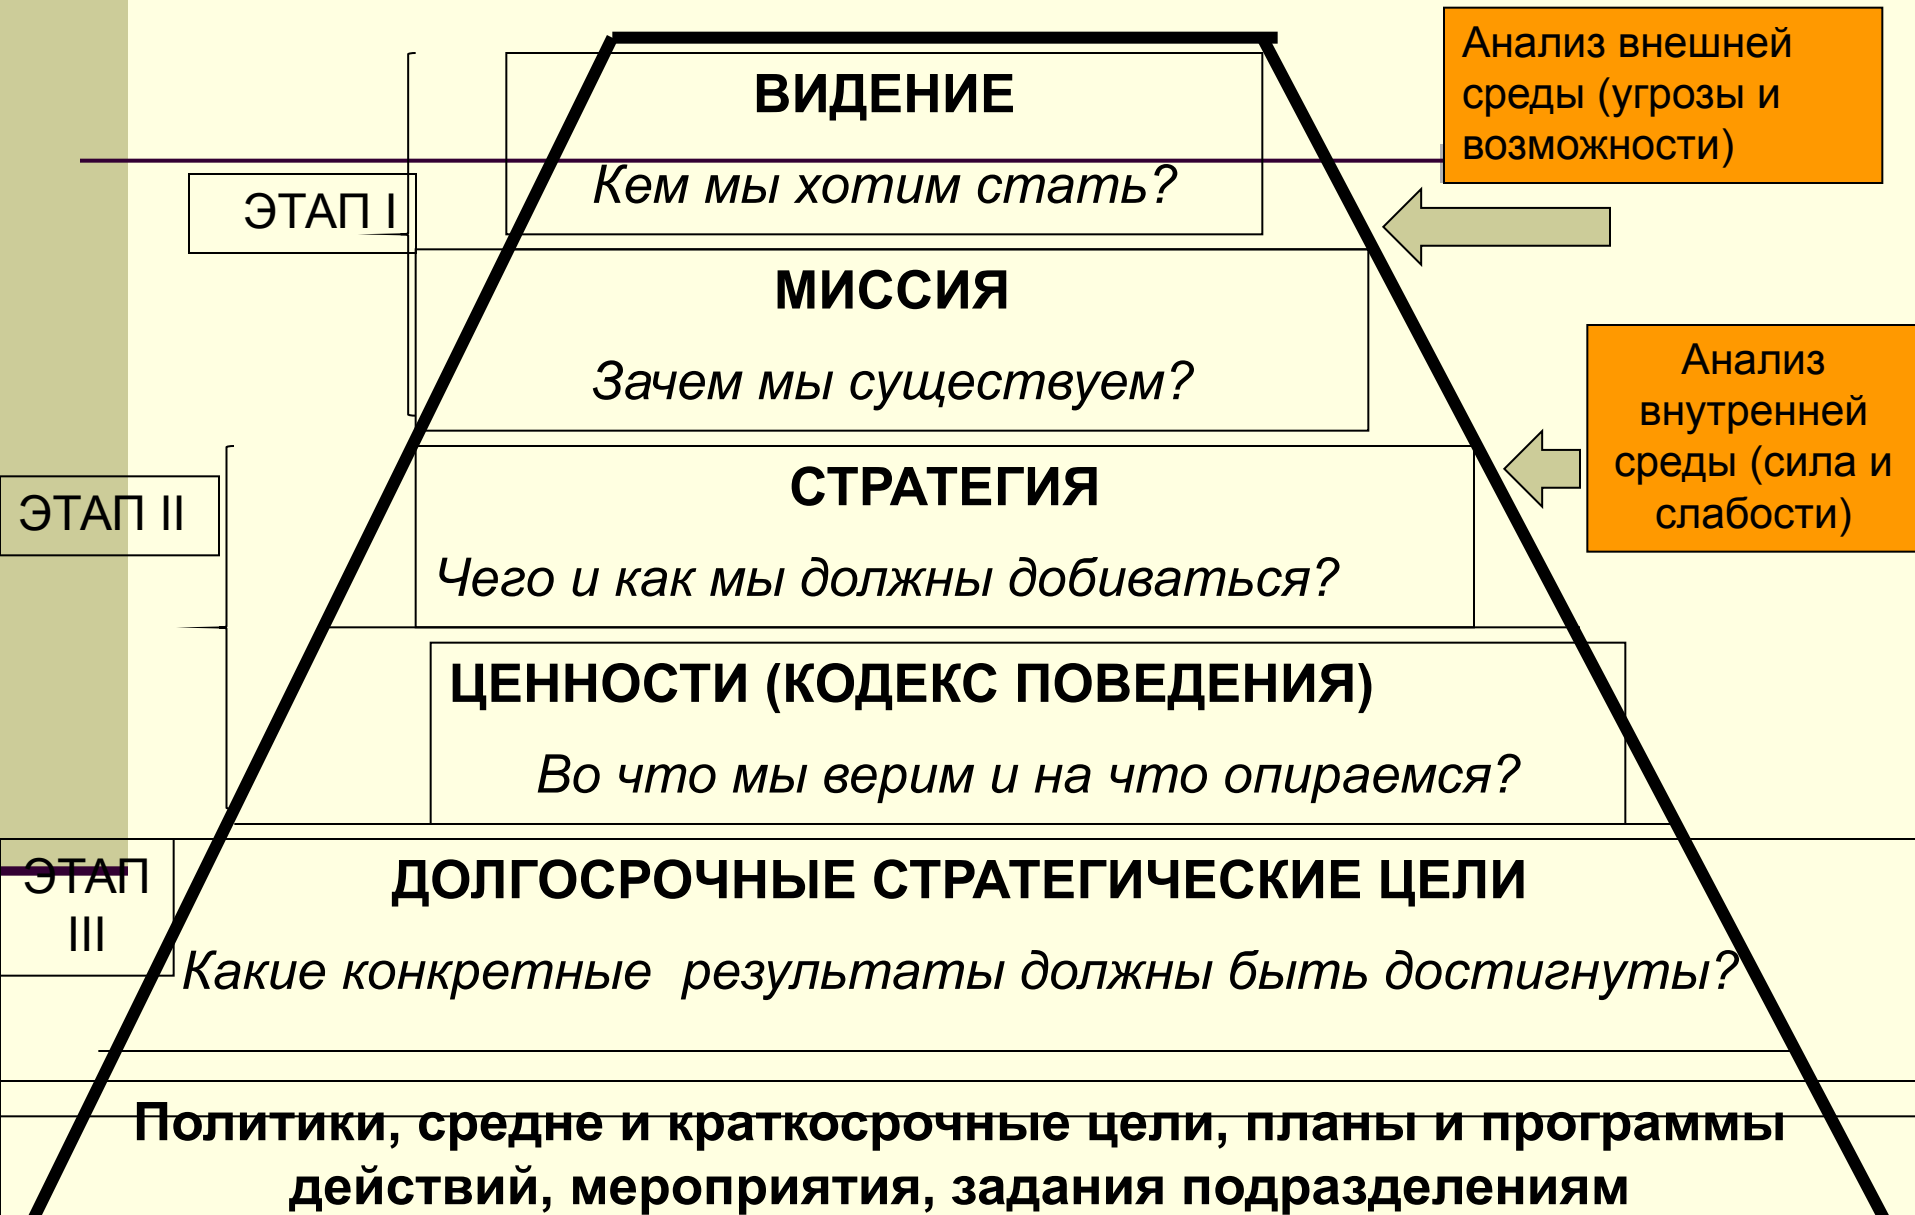 ВИДЕНИЕ
Кем мы хотим стать?
Анализ внешней
среды (угрозы и
возможности)
ЭТАП I
МИССИЯ
Зачем мы существуем?
Анализ
внутренней
среды (сила и
слабости)
ЭТАП II
СТРАТЕГИЯ
Чего и как мы должны добиваться?
ЦЕННОСТИ (КОДЕКС ПОВЕДЕНИЯ)
Во что мы верим и на что опираемся?
ЭТАП
III
ДОЛГОСРОЧНЫЕ СТРАТЕГИЧЕСКИЕ ЦЕЛИ
Какие конкретные результаты должны быть достигнуты?
Политики, средне и краткосрочные цели, планы и программы
действий, мероприятия, задания подразделениям